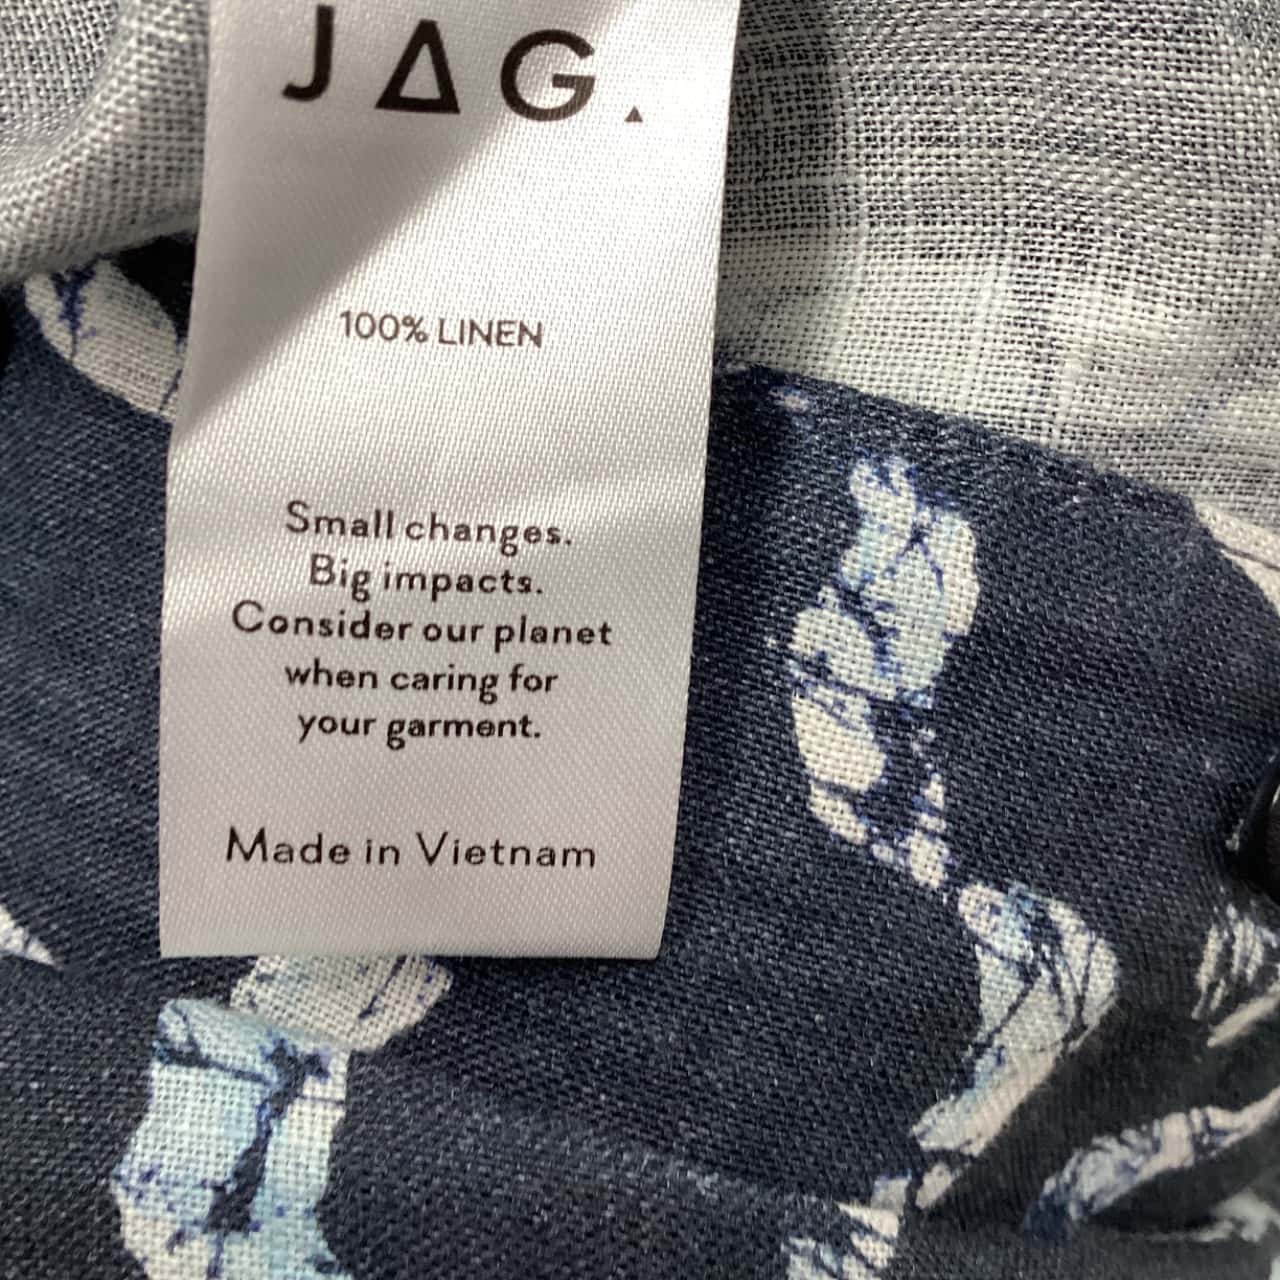 JAG.
100% LINEN
Small changes.
Big impacts.
Consider our planet
when caring for
your garment.
Made in Vietnam